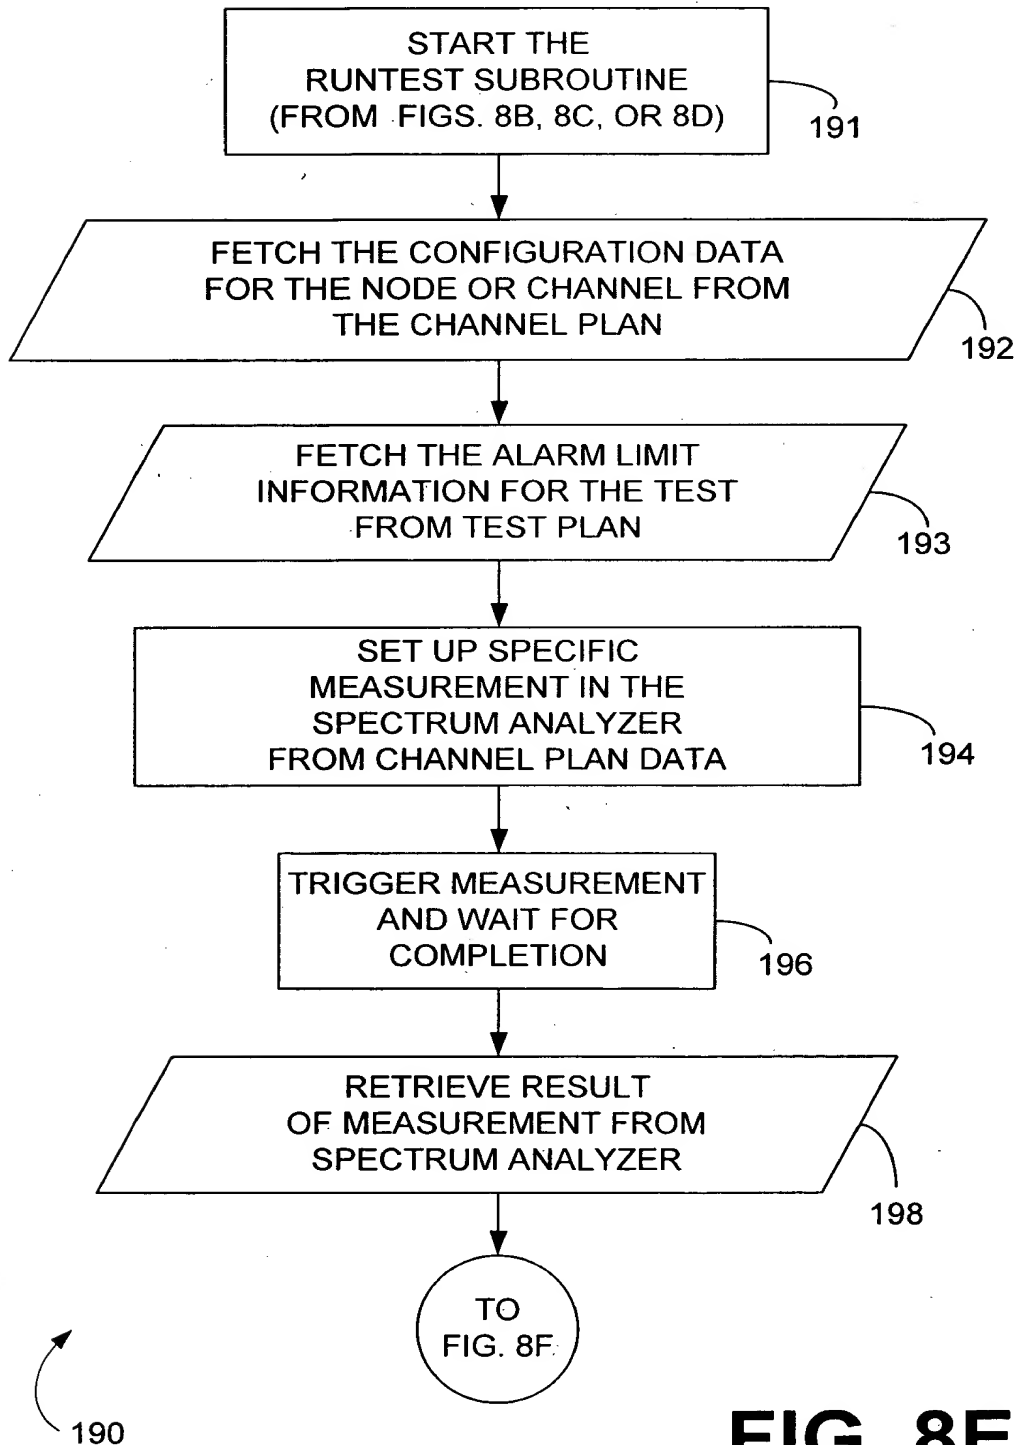 START THE
RUNTEST SUBROUTINE
(FROM FIGS. 8B, 8C, OR 8D)
191
FETCH THE CONFIGURATION DATA
FOR THE NODE OR CHANNEL FROM
THE CHANNEL PLAN
192
FETCH THE ALARM LIMIT
INFORMATION FOR THE TEST
FROM TEST PLAN
193
SET UP SPECIFIC
MEASUREMENT IN THE
SPECTRUM ANALYZER
FROM CHANNEL PLAN DATA
194
TRIGGER MEASUREMENT
AND WAIT FOR
COMPLETION
196
RETRIEVE RESULT
OF MEASUREMENT FROM
SPECTRUM ANALYZER
198
TO
FIG. 8F
190
FIG. 8E